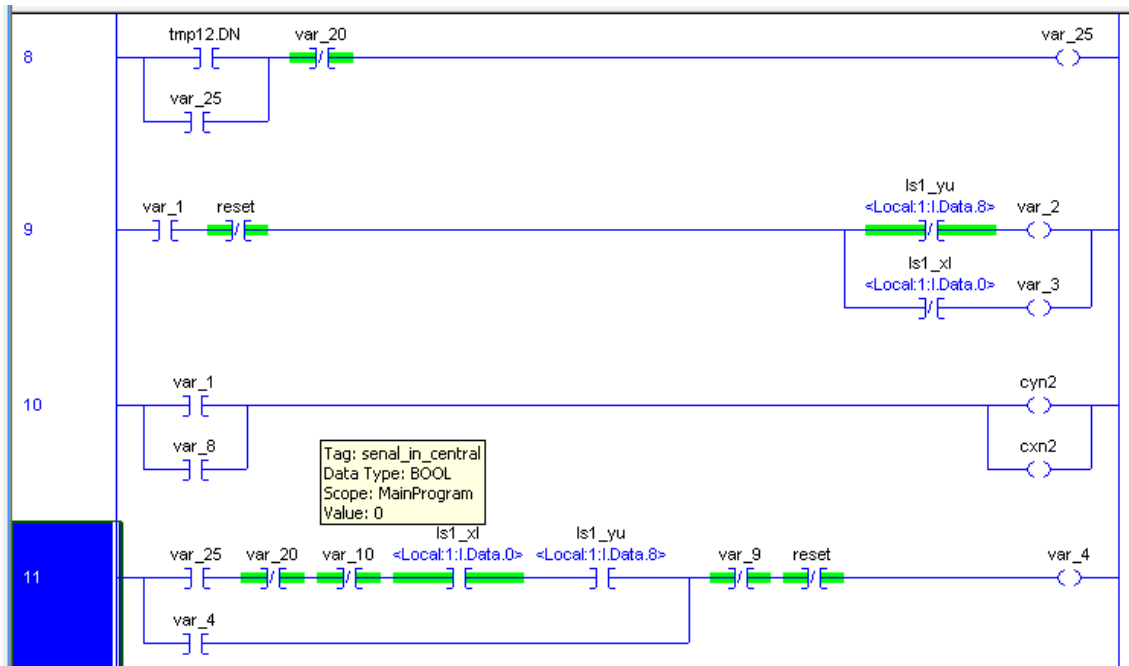 tmp12.DN var_20 var_25
8
var_25
ls1_yu
var_1 reset <Local:1:I.Data.8> var_2
9
ls1_xl
<Local:1:I.Data.0> var_3
var_1 cyn2
10
var_8 cxn2
Tag: senal_in_central
Data Type: BOOL
Scope: MainProgram
Value: 0
ls1_xl ls1_yu
var_25 var_20 var_10 <Local:1:I.Data.0> <Local:1:I.Data.8> var_9 reset var_4
11
var_4